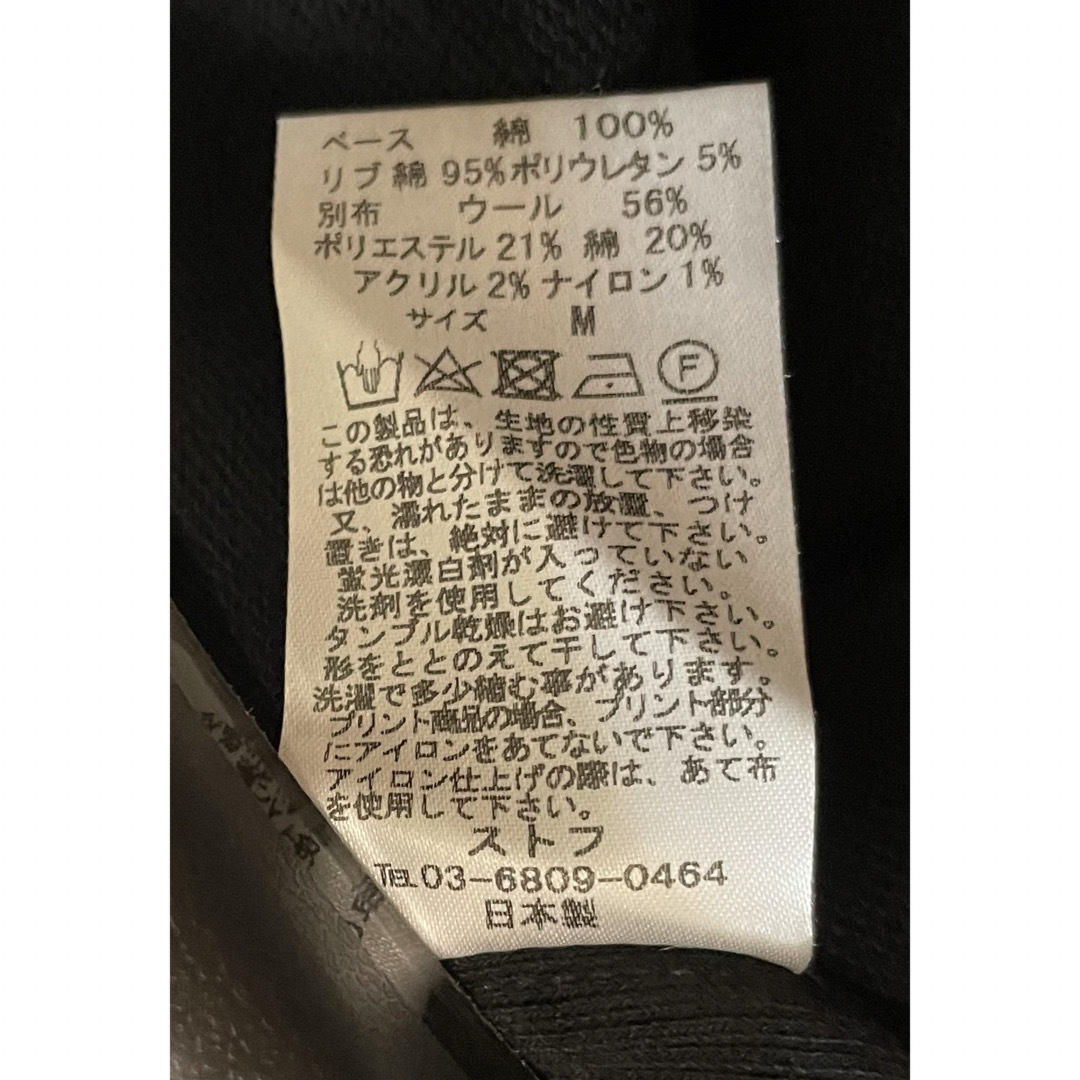 ベース 綿 100%
リブ 綿 95% ポリウレタン 5%
別布 ウール 56%
ポリエステル 21% 綿 20%
アクリル 2% ナイロン 1%
サイズ M
F
この製品は、生地の性質上移染
する恐れがありますので色物の場合
は他の物と分けて洗濯して下さい。
又、濡れたままの放置、つけ
置きは、絶対に避けて下さい。
蛍光漂白剤が入っていない
洗剤を使用してください。
タンブル乾燥はお避け下さい。
形をととのえて干して下さい。
洗濯で多少縮む事があります。
プリント商品の場合、プリント部分
にアイロンをあてないで下さい。
アイロン仕上げの際は、あて布
を使用して下さい。
ストフ
TEL 03-6809-0464
日本製